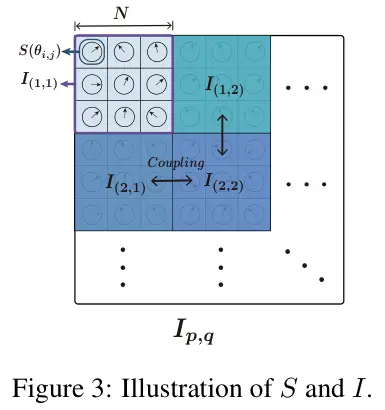 N
S(θi,j)
I(1,1)
I(1,2)
. . .
Coupling
I(2,1)
I(2,2)
. . .
Ip,q
Figure 3: Illustration of S and I.